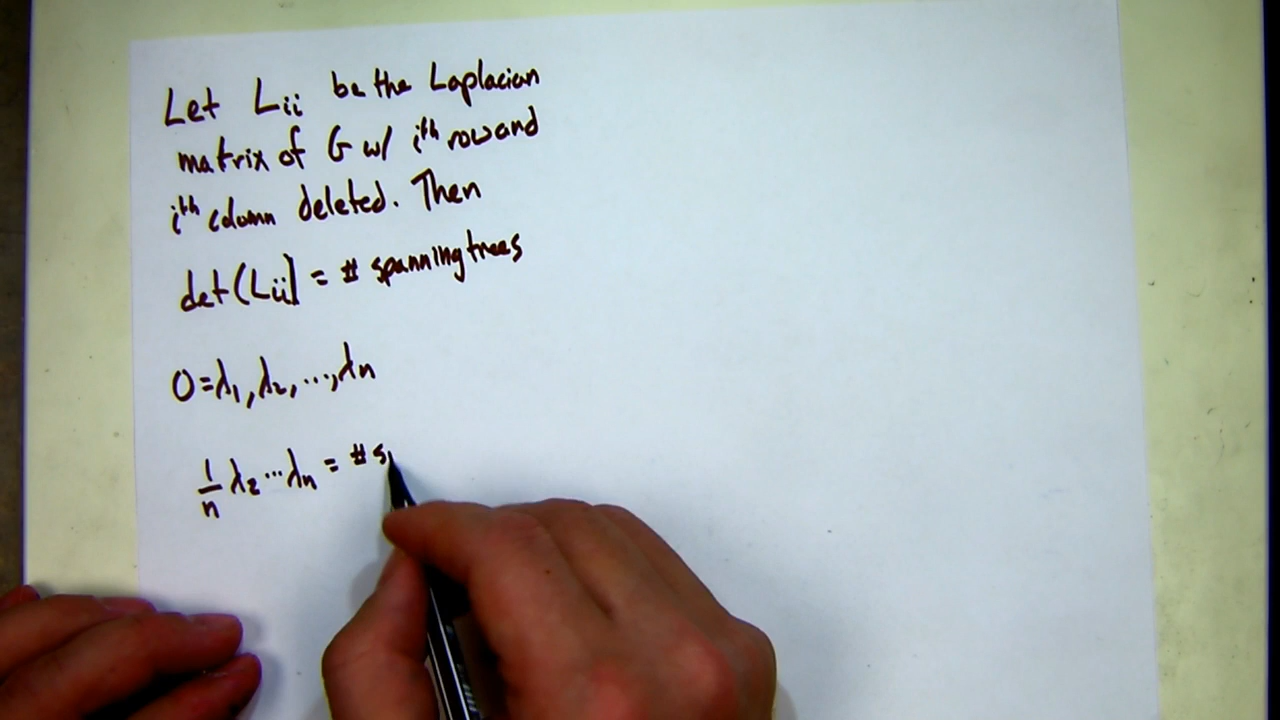 Let Lii be the Laplacian
matrix of G w/ ith row and
ith column deleted. Then
det(Lii) = # spanning trees
0=λ1, λ2, ..., λn
1/n λ2 ... λn = # s